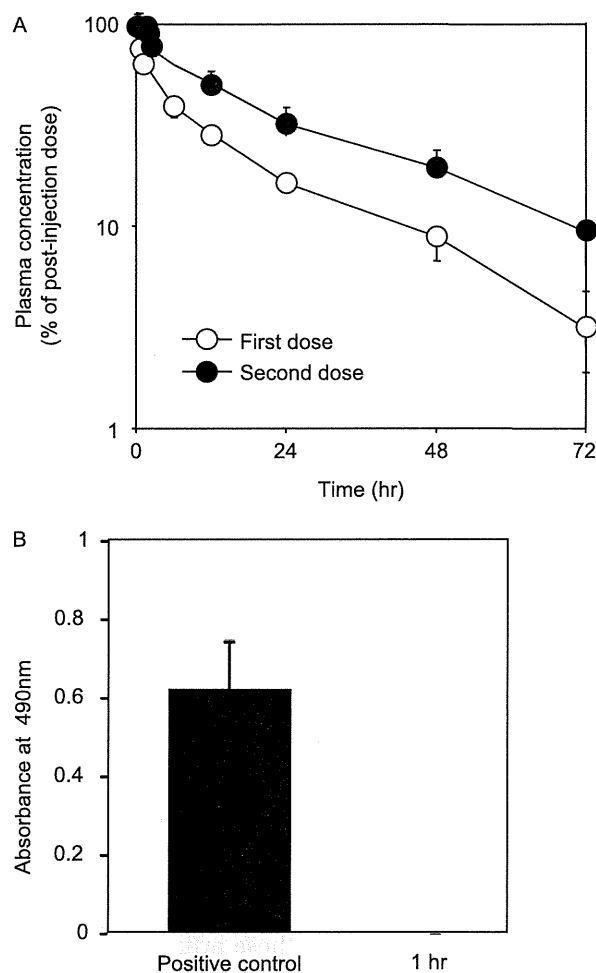 A
100
10
1
Plasma concentration
(% of post-injection dose)
First dose
Second dose
0
24
48
72
Time (hr)
B
1
0.8
0.6
0.4
0.2
0
Absorbance at 490nm
Positive control
1 hr